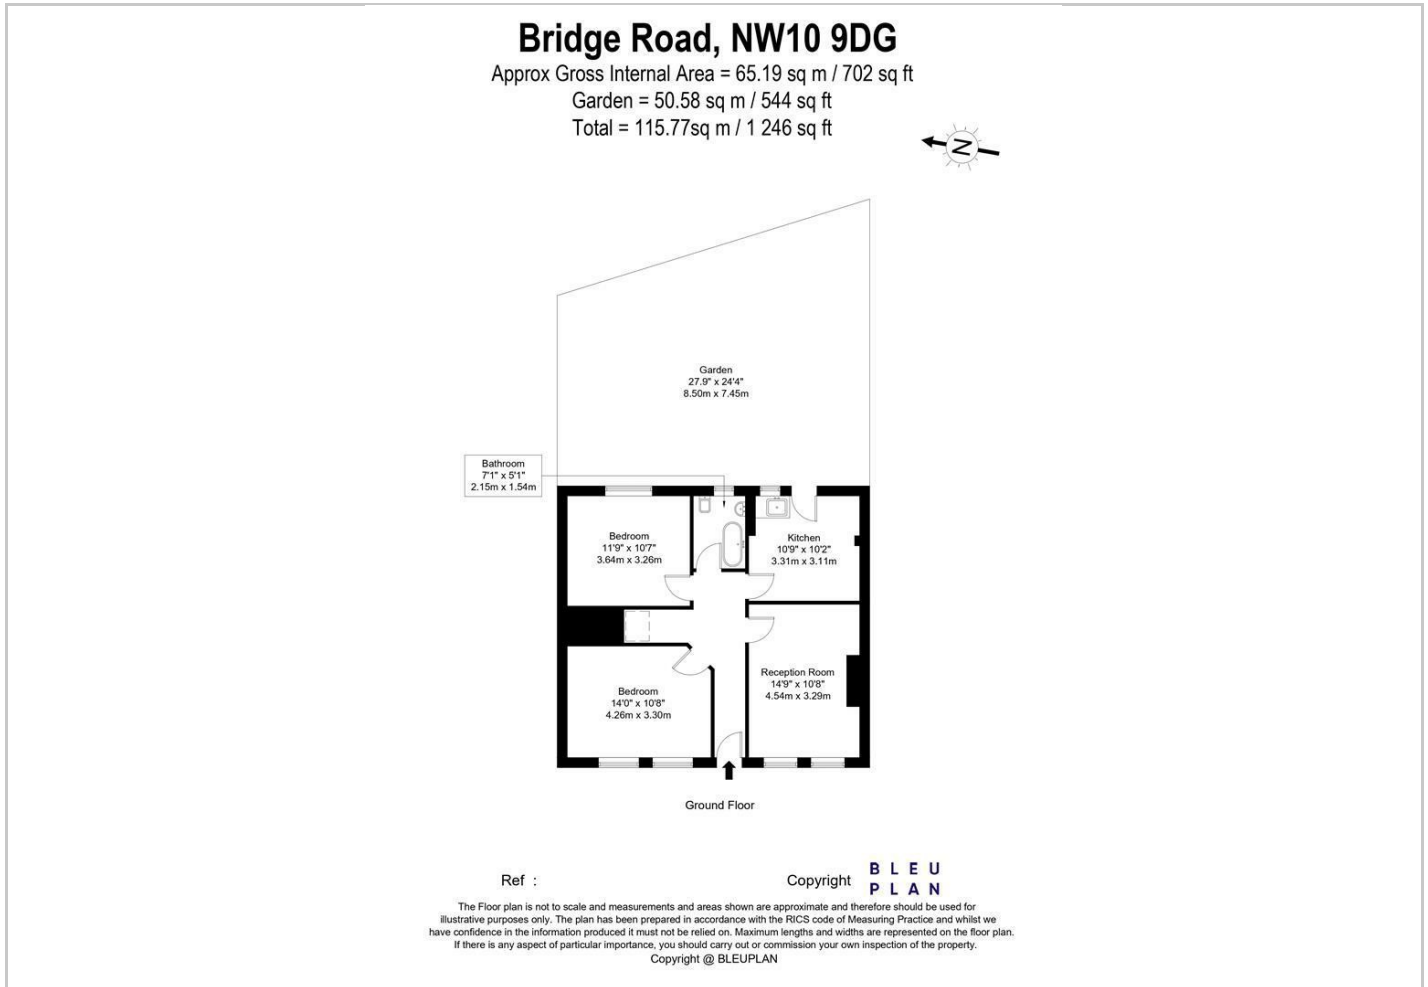 Bridge Road, NW10 9DG
Approx Gross Internal Area = 65.19 sq m / 702 sq ft
Garden = 50.58 sq m / 544 sq ft
Total = 115.77sq m / 1 246 sq ft
N
Garden
27.9" x 24'4"
8.50m x 7.45m
Bathroom
7'1" x 5'1"
2.15m x 1.54m
Bedroom
11'9" x 10'7"
3.64m x 3.26m
Kitchen
10'9" x 10'2"
3.31m x 3.11m
Reception Room
14'9" x 10'8"
4.54m x 3.29m
Bedroom
14'0" x 10'8"
4.26m x 3.30m
Ground Floor
Ref :
Copyright
BLEU
PLAN
The Floor plan is not to scale and measurements and areas shown are approximate and therefore should be used for
illustrative purposes only. The plan has been prepared in accordance with the RICS code of Measuring Practice and whilst we
have confidence in the information produced it must not be relied on. Maximum lengths and widths are represented on the floor plan.
If there is any aspect of particular importance, you should carry out or commission your own inspection of the property.
Copyright @ BLEUPLAN